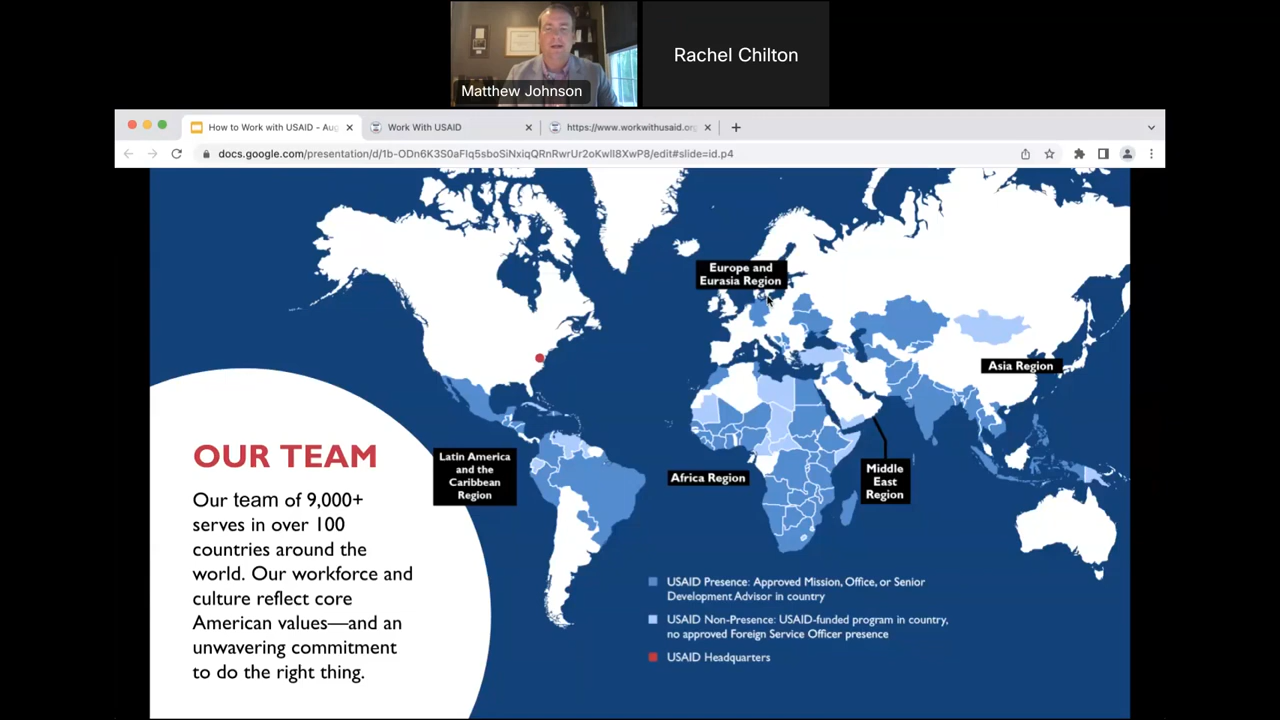 Matthew Johnson
Rachel Chilton
How to Work with USAID - Aug
Work With USAID
https://www.workwithusaid.org
docs.google.com/presentation/d/1b-ODn6K3S0aFlq5sboSiNxiqQRnRwrUr2oKwIl8XwP8/edit#slide=id.p4
Europe and
Eurasia Region
Asia Region
Latin America
and the
Caribbean
Region
Africa Region
Middle
East
Region
OUR TEAM
Our team of 9,000+
serves in over 100
countries around the
world. Our workforce and
culture reflect core
American values—and an
unwavering commitment
to do the right thing.
USAID Presence: Approved Mission, Office, or Senior
Development Advisor in country
USAID Non-Presence: USAID-funded program in country,
no approved Foreign Service Officer presence
USAID Headquarters